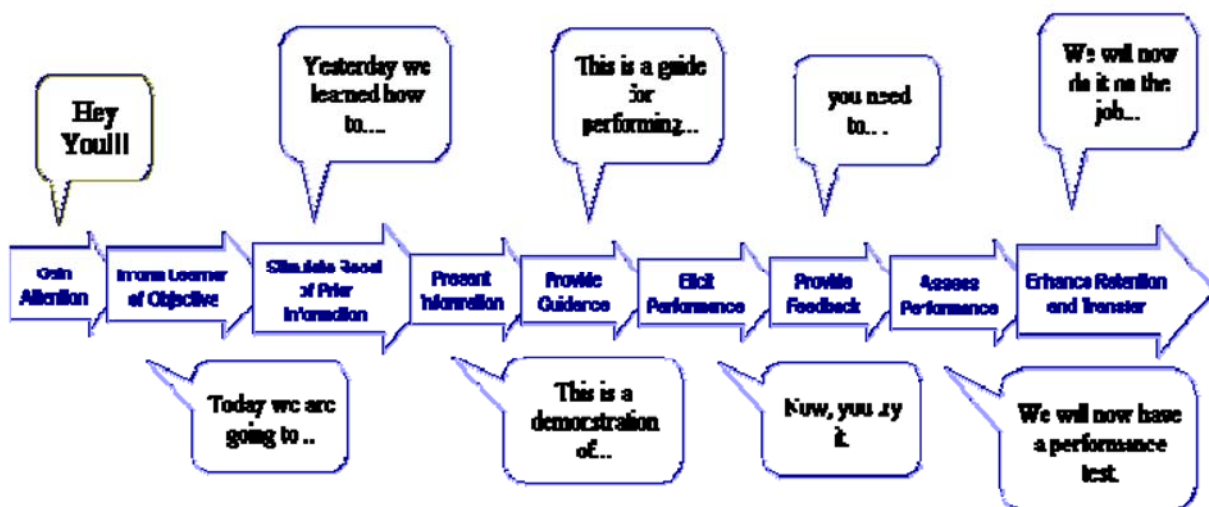 Hey
You!!!
Yesterday we
learned how
to....
This is a guide
for
performing...
you need
to... .
We will now
do it on the
job...
Gain
Attention
Inform Learner
of Objective
Stimulate Recall
of Prior
Information
Present
Information
Provide
Guidance
Elicit
Performance
Provide
Feedback
Assess
Performance
Enhance Retention
and Transfer
Today we are
going to ..
This is a
demonstration
of...
Now, you try
it.
We will now have
a performance
test.